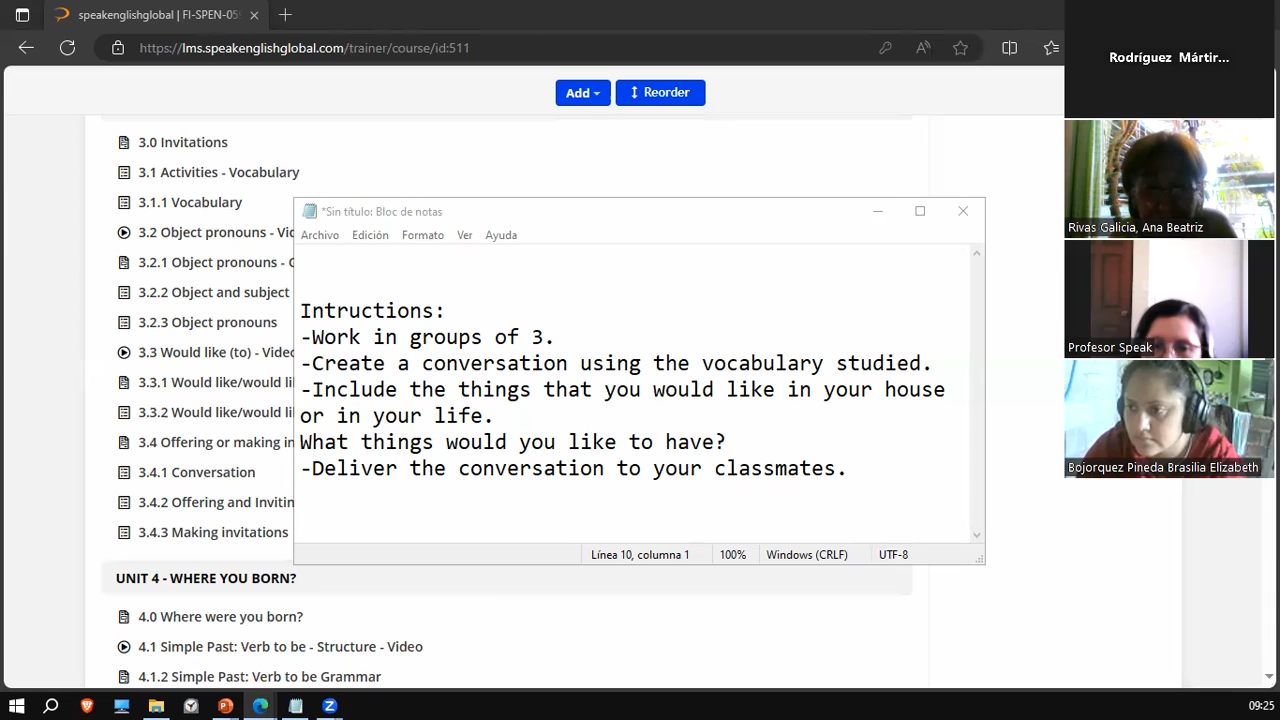 speakenglishglobal | FI-SPEN-055
https://lms.speakenglishglobal.com/trainer/course/id:511
Add
Reorder
3.0 Invitations
3.1 Activities - Vocabulary
3.1.1 Vocabulary
3.2 Object pronouns - Vid
3.2.1 Object pronouns - G
3.2.2 Object and subject
3.2.3 Object pronouns
3.3 Would like (to) - Video
3.3.1 Would like/would li
3.3.2 Would like/would li
3.4 Offering or making in
3.4.1 Conversation
3.4.2 Offering and Inviting
3.4.3 Making invitations
UNIT 4 - WHERE YOU BORN?
4.0 Where were you born?
4.1 Simple Past: Verb to be - Structure - Video
4.1.2 Simple Past: Verb to be Grammar
*Sin título: Bloc de notas
Archivo Edición Formato Ver Ayuda
Intructions:
-Work in groups of 3.
-Create a conversation using the vocabulary studied.
-Include the things that you would like in your house
or in your life.
What things would you like to have?
-Deliver the conversation to your classmates.
Línea 10, columna 1 100% Windows (CRLF) UTF-8
Rodríguez Mártir...
Rivas Galicia, Ana Beatriz
Profesor Speak
Bojorquez Pineda Brasilia Elizabeth
09:25